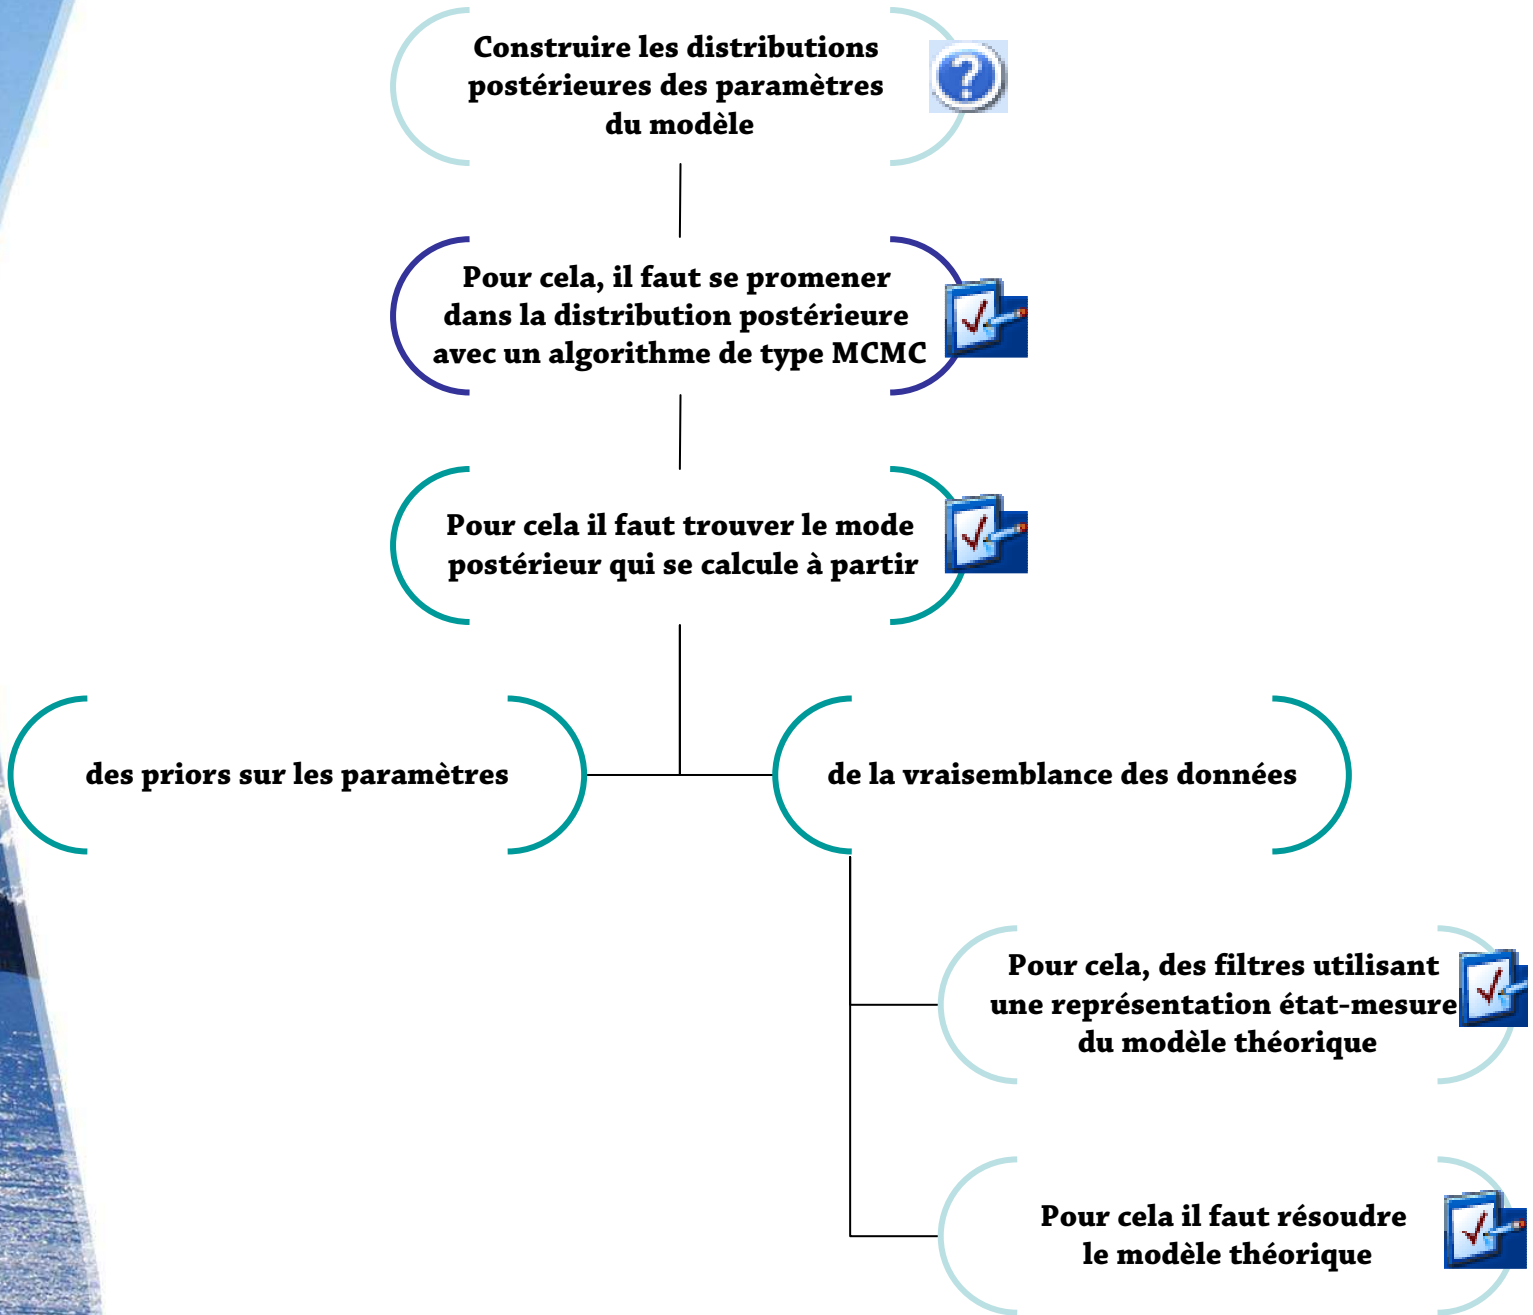 Construire les distributions
postérieures des paramètres
du modèle
Pour cela, il faut se promener
dans la distribution postérieure
avec un algorithme de type MCMC
Pour cela il faut trouver le mode
postérieur qui se calcule à partir
des priors sur les paramètres
de la vraisemblance des données
Pour cela, des filtres utilisant
une représentation état-mesure
du modèle théorique
Pour cela il faut résoudre
le modèle théorique